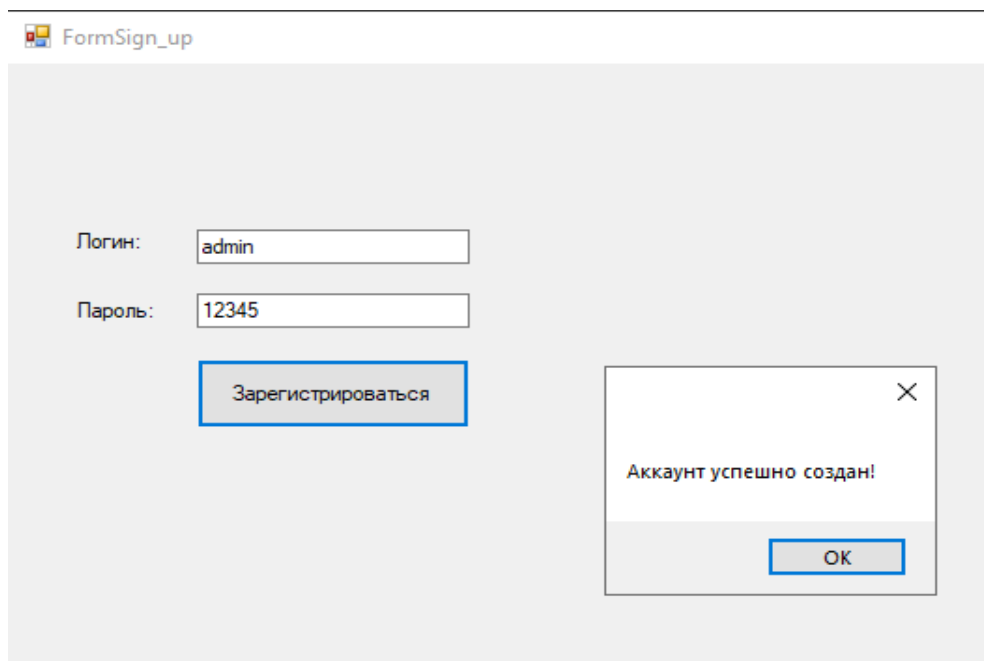 FormSign_up
Логин:
admin
Пароль:
12345
Зарегистрироваться
Аккаунт успешно создан!
OK